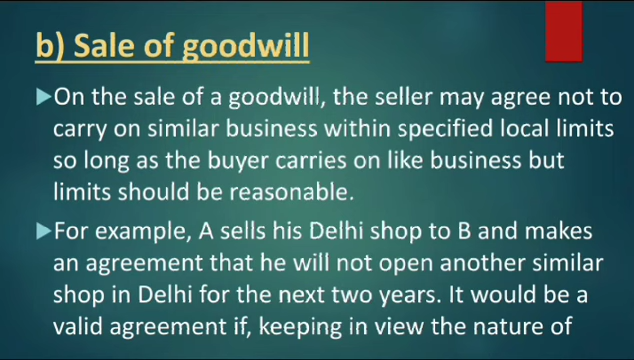 b) Sale of goodwill
▶On the sale of a goodwill, the seller may agree not to
carry on similar business within specified local limits
so long as the buyer carries on like business but
limits should be reasonable.
▶For example, A sells his Delhi shop to B and makes
an agreement that he will not open another similar
shop in Delhi for the next two years. It would be a
valid agreement if, keeping in view the nature of